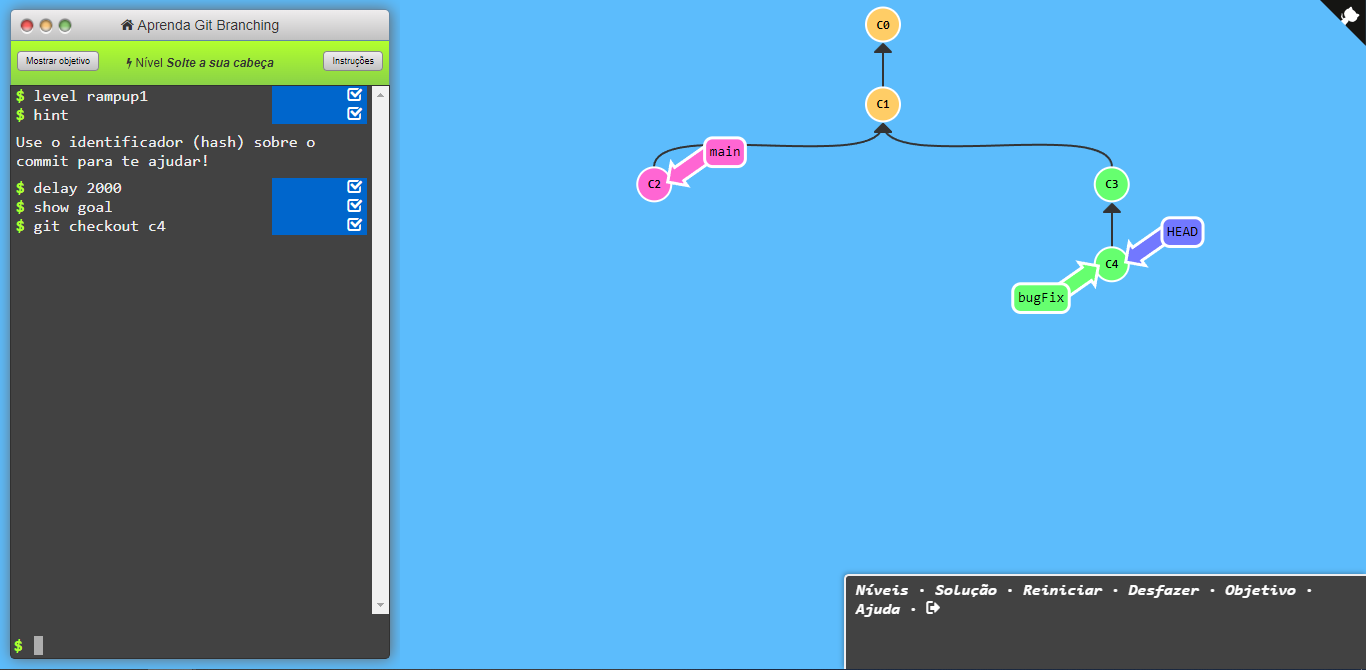 Aprenda Git Branching
Mostrar objetivo
Nível Solte a sua cabeça
Instruções
$ level rampup1
$ hint
Use o identificador (hash) sobre o
commit para te ajudar!
$ delay 2000
$ show goal
$ git checkout c4
$
C0
C1
main
C2
C3
HEAD
C4
bugFix
Níveis · Solução · Reiniciar · Desfazer · Objetivo ·
Ajuda ·